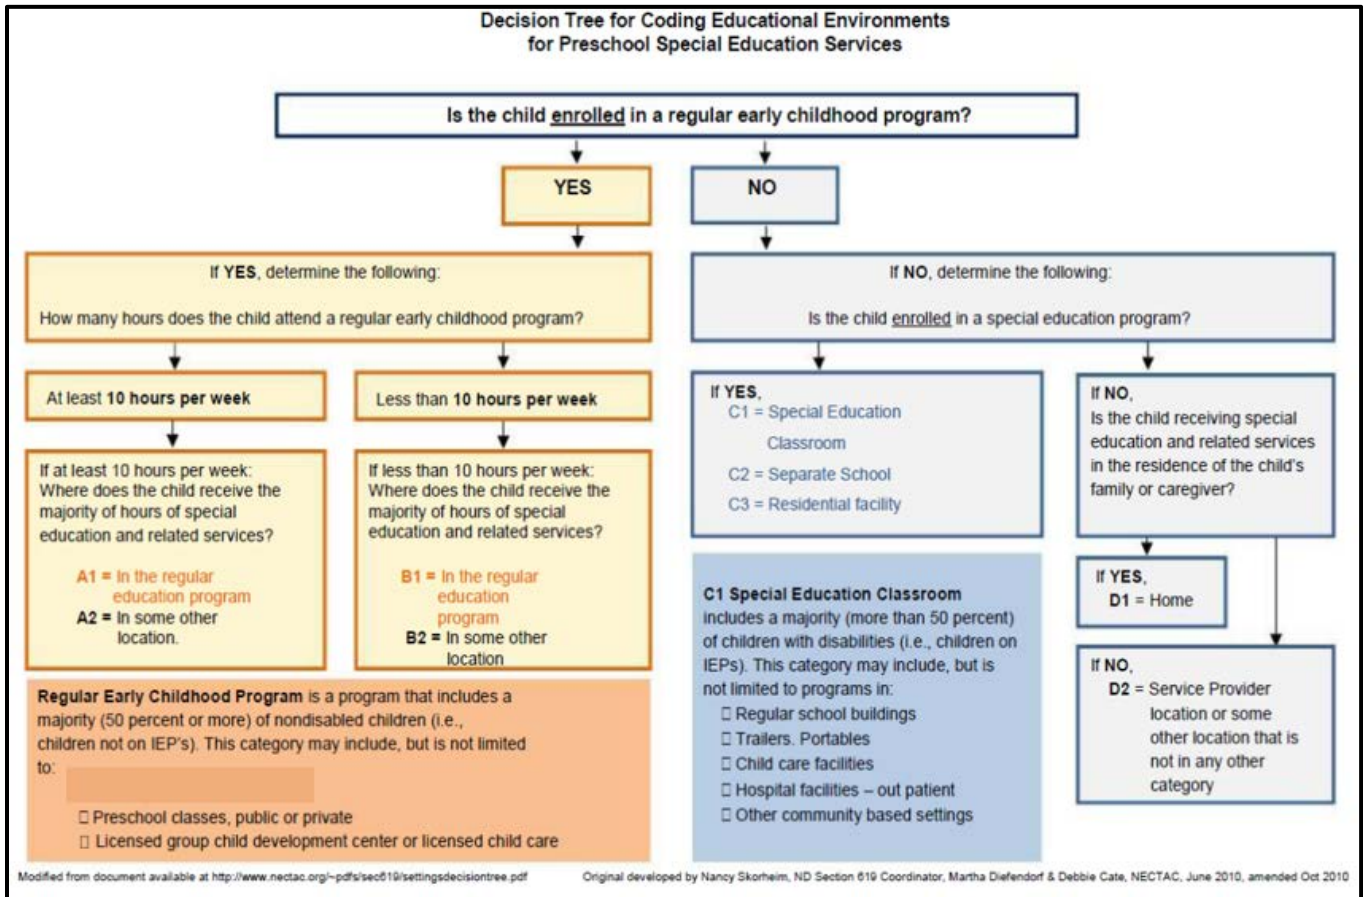 Decision Tree for Coding Educational Environments
for Preschool Special Education Services
Is the child enrolled in a regular early childhood program?
YES
NO
If YES, determine the following:
How many hours does the child attend a regular early childhood program?
If NO, determine the following:
Is the child enrolled in a special education program?
At least 10 hours per week
Less than 10 hours per week
If at least 10 hours per week:
Where does the child receive the
majority of hours of special
education and related services?
A1 = In the regular
education program
A2 = In some other
location.
If less than 10 hours per week:
Where does the child receive the
majority of hours of special
education and related services?
B1 = In the regular
education
program
B2 = In some other
location
If YES,
C1 = Special Education
Classroom
C2 = Separate School
C3 = Residential facility
If NO,
Is the child receiving special
education and related services
in the residence of the child's
family or caregiver?
If YES,
D1 = Home
If NO,
D2 = Service Provider
location or some
other location that is
not in any other
category
Regular Early Childhood Program is a program that includes a
majority (50 percent or more) of nondisabled children (i.e.,
children not on IEP's). This category may include, but is not limited
to:
Preschool classes, public or private
Licensed group child development center or licensed child care
C1 Special Education Classroom
includes a majority (more than 50 percent)
of children with disabilities (i.e., children on
IEPs). This category may include, but is
not limited to programs in:
Regular school buildings
Trailers. Portables
Child care facilities
Hospital facilities – out patient
Other community based settings
Modified from document available at http://www.nectac.org/~pdfs/sec619/settingsdecisiontree.pdf
Original developed by Nancy Skorheim, ND Section 619 Coordinator, Martha Diefendorf & Debbie Cate, NECTAC, June 2010, amended Oct 2010